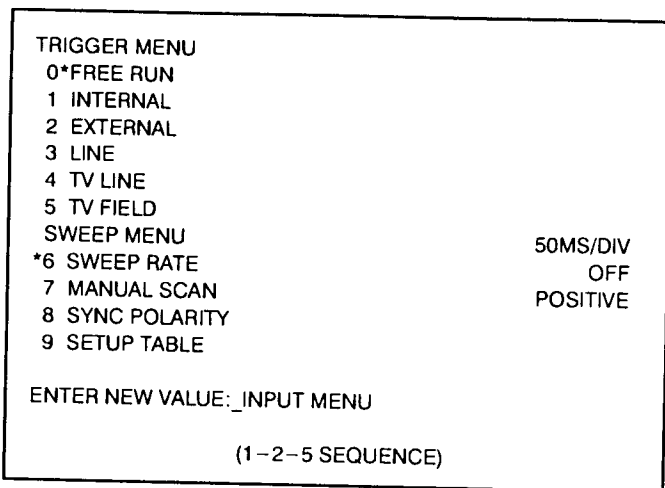 TRIGGER MENU
0*FREE RUN
1 INTERNAL
2 EXTERNAL
3 LINE
4 TV LINE
5 TV FIELD
SWEEP MENU
*6 SWEEP RATE 50MS/DIV
7 MANUAL SCAN OFF
8 SYNC POLARITY POSITIVE
9 SETUP TABLE
ENTER NEW VALUE:_INPUT MENU
(1-2-5 SEQUENCE)